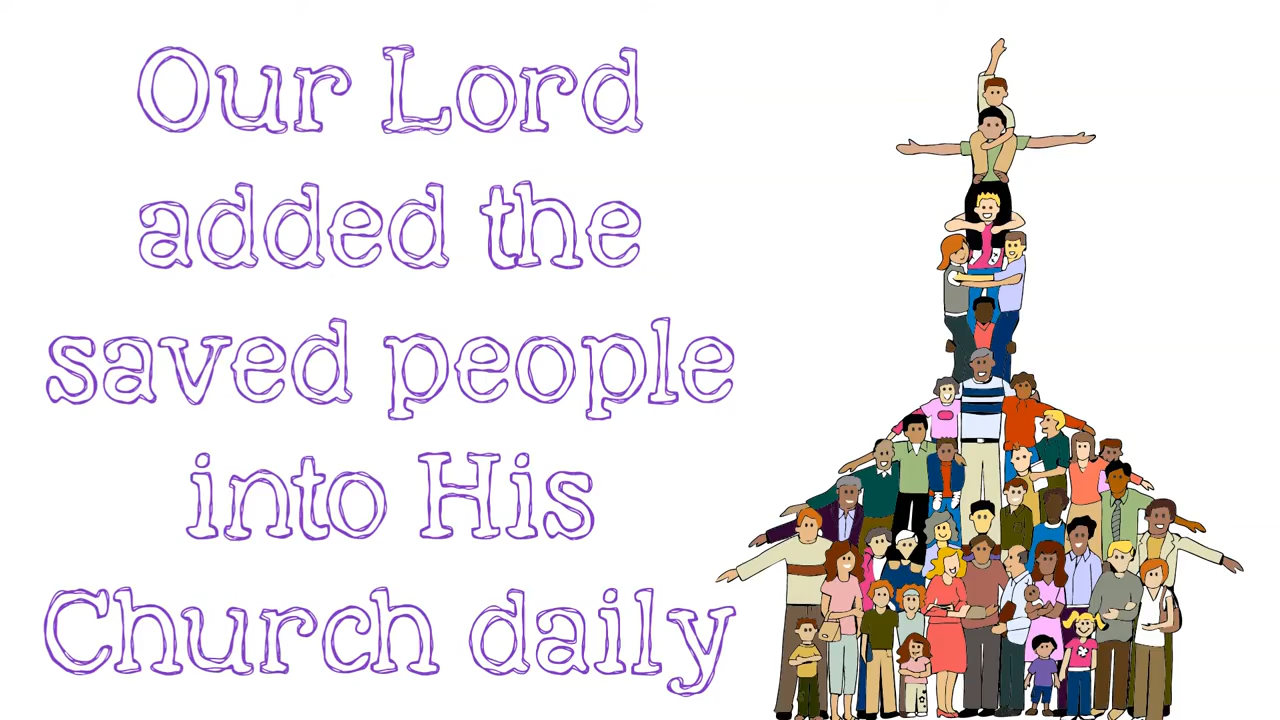 Our Lord
added the
saved people
into His
Church daily